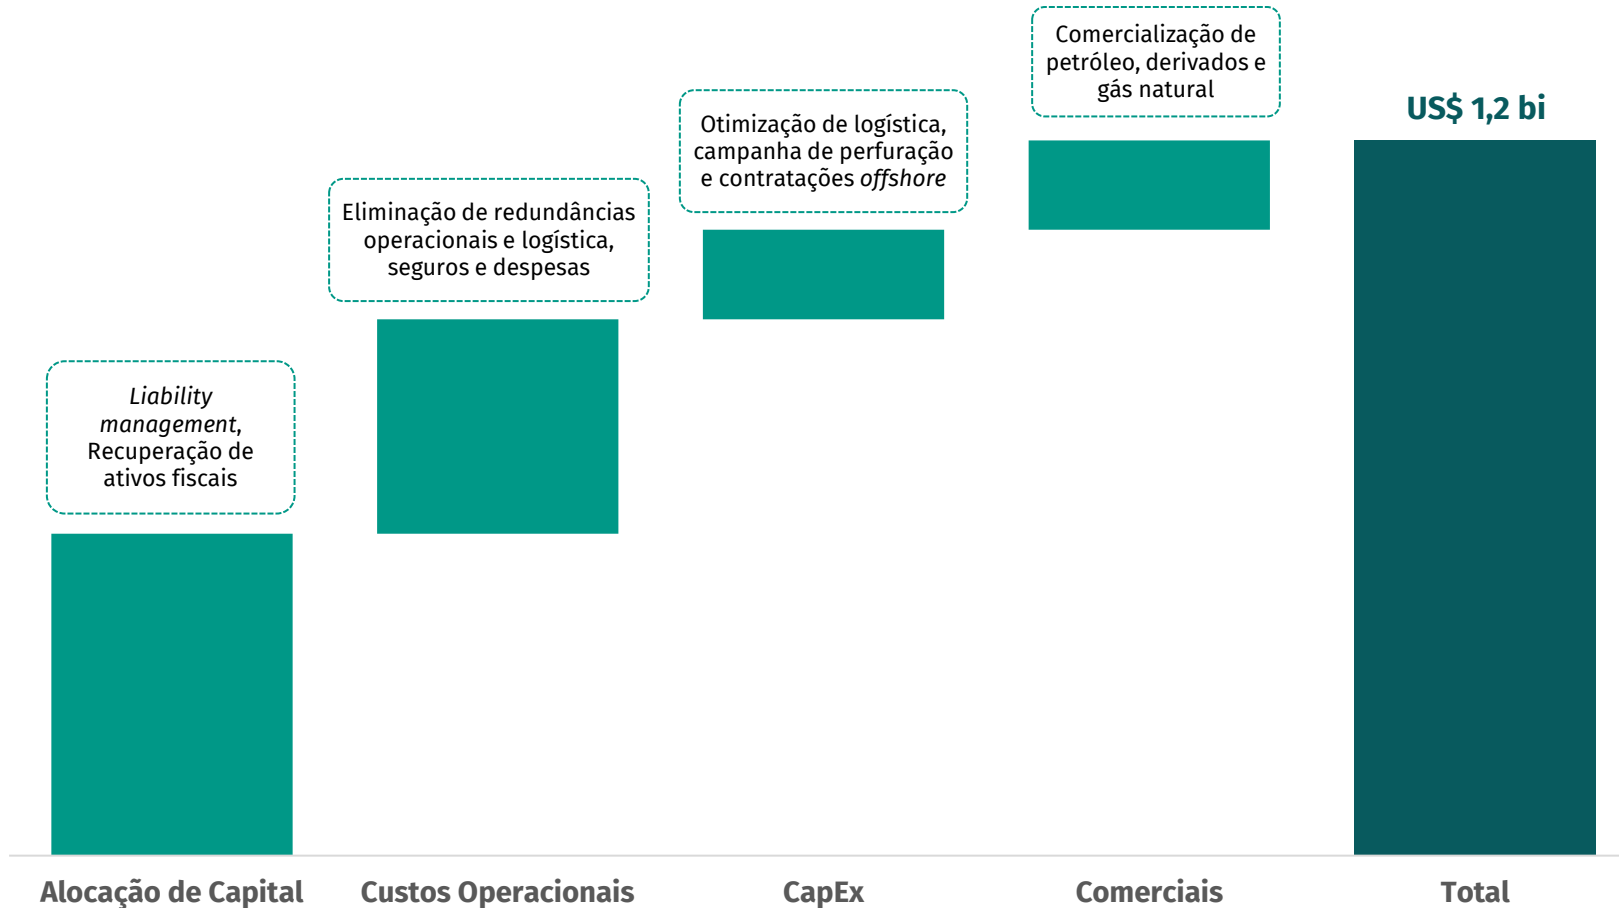 Comercialização de
petróleo, derivados e
gás natural
US$ 1,2 bi
Otimização de logística,
campanha de perfuração
e contratações offshore
Eliminação de redundâncias
operacionais e logística,
seguros e despesas
Liability
management,
Recuperação de
ativos fiscais
Alocação de Capital
Custos Operacionais
CapEx
Comerciais
Total